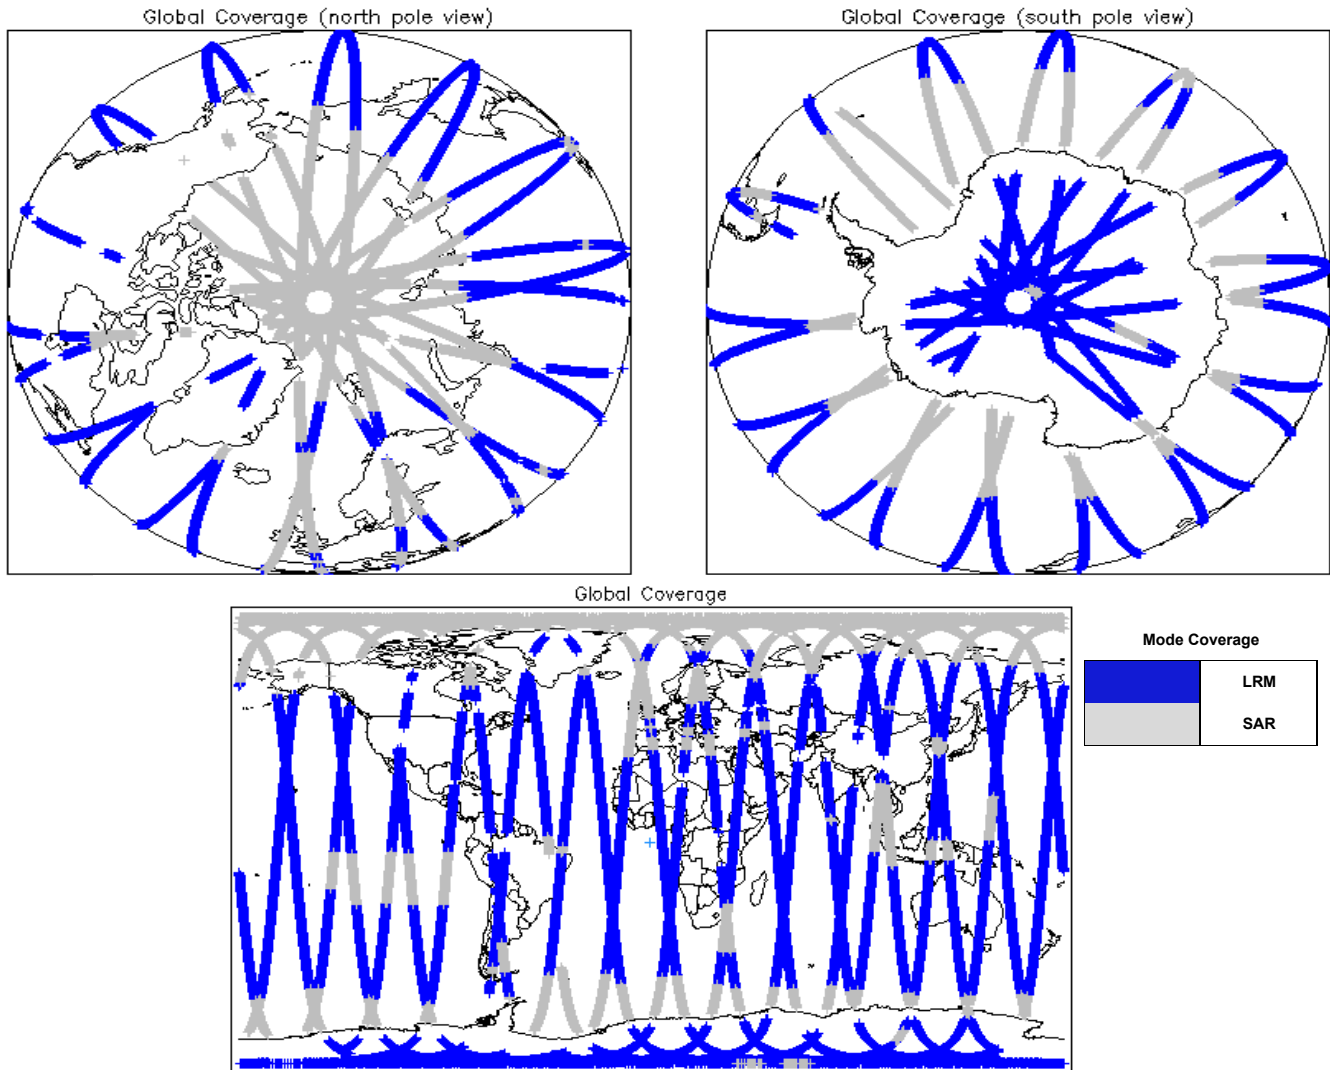 Global Coverage (north pole view)
Global Coverage (south pole view)
Global Coverage
Mode Coverage
LRM
SAR